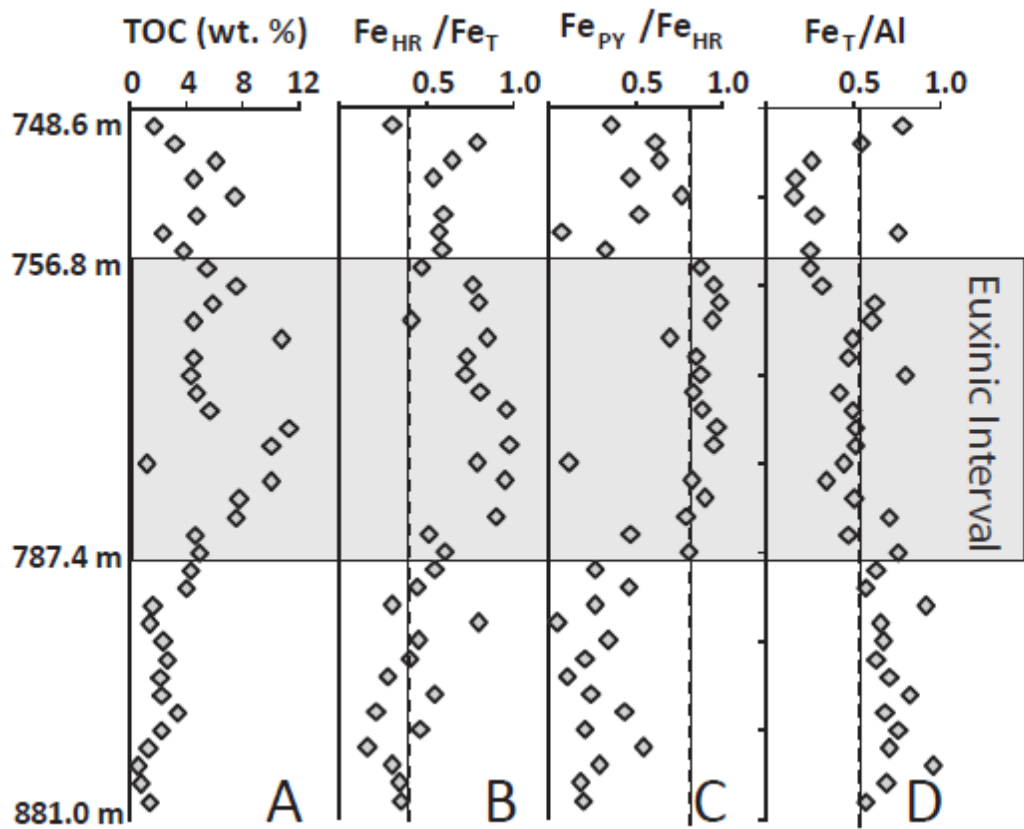 TOC (wt. %) Fe_HR /Fe_T Fe_PY /Fe_HR Fe_T/Al
0 4 8 12 0.5 1.0 0.5 1.0 0.5 1.0
748.6 m
756.8 m
Euxinic Interval
787.4 m
881.0 m
A B C D